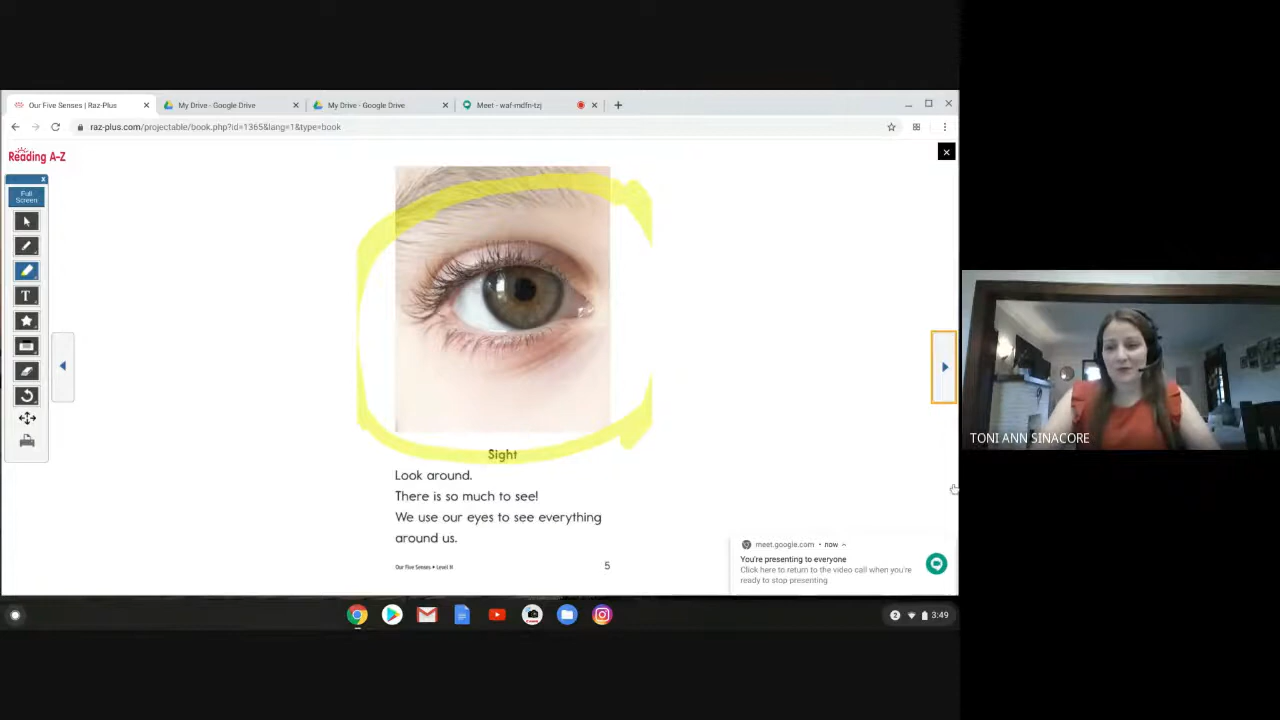 Our Five Senses | Raz-Plus
My Drive - Google Drive
My Drive - Google Drive
Meet - waf-mdfn-tzj
raz-plus.com/projectable/book.php?id=1365&lang=1&type=book
Reading A-Z
Full
Screen
T
Sight
Look around.
There is so much to see!
We use our eyes to see everything
around us.
Our Five Senses • Level H
5
meet.google.com • now
You're presenting to everyone
Click here to return to the video call when you're
ready to stop presenting
TONI ANN SINACORE
2
3:49